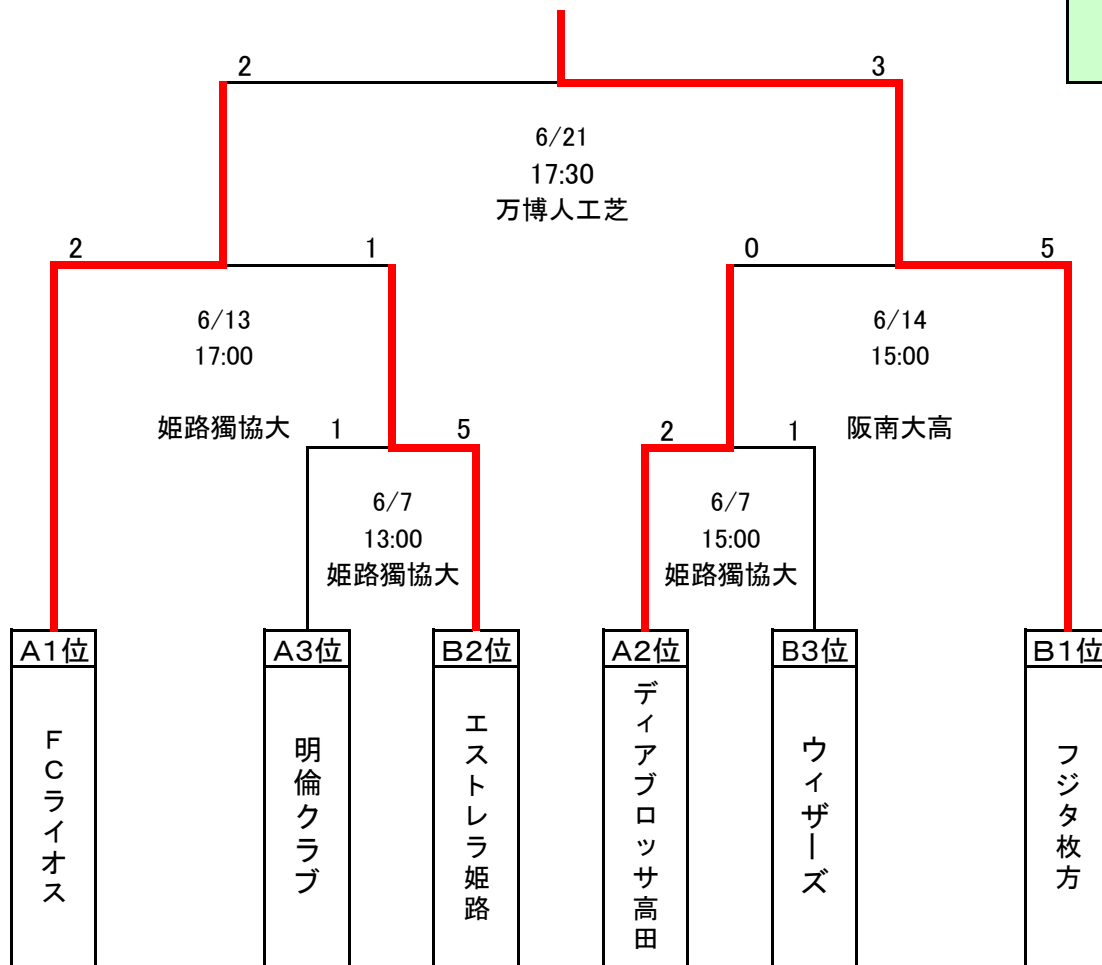 2
3
6/21
17:30
万博人工芝
2
1
0
5
6/13
17:00
6/14
15:00
姫路獨協大
1
5
2
1
阪南大高
6/7
13:00
姫路獨協大
6/7
15:00
姫路獨協大
A1位
A3位
B2位
A2位
B3位
B1位
FCライオス
明倫クラブ
エストレラ姫路
ディアブロッサ高田
ウィザーズ
フジタ枚方